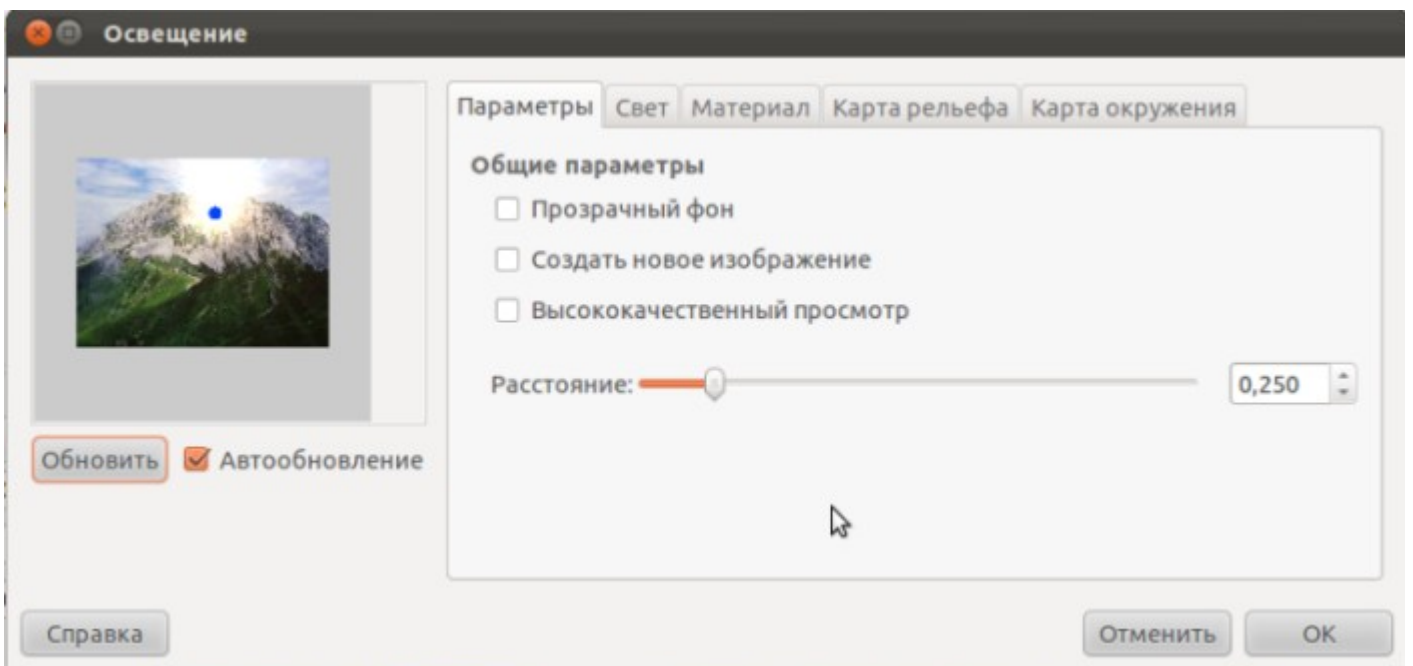 Освещение
Параметры Свет Материал Карта рельефа Карта окружения
Общие параметры
Прозрачный фон
Создать новое изображение
Высококачественный просмотр
Расстояние: 0,250
Обновить Автообновление
Справка Отменить ОК